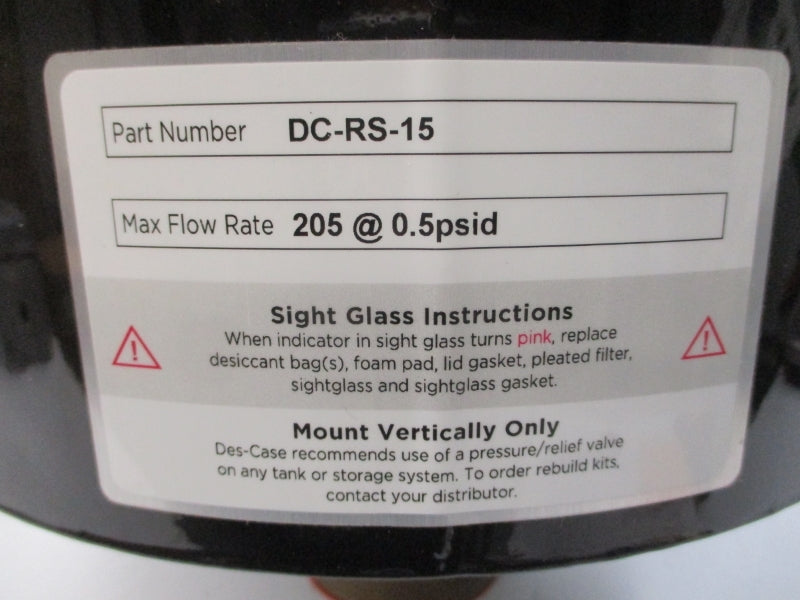 Part Number DC-RS-15
Max Flow Rate 205 @ 0.5psid
Sight Glass Instructions
When indicator in sight glass turns pink, replace
desiccant bag(s), foam pad, lid gasket, pleated filter,
sightglass and sightglass gasket.
Mount Vertically Only
Des-Case recommends use of a pressure/relief valve
on any tank or storage system. To order rebuild kits,
contact your distributor.